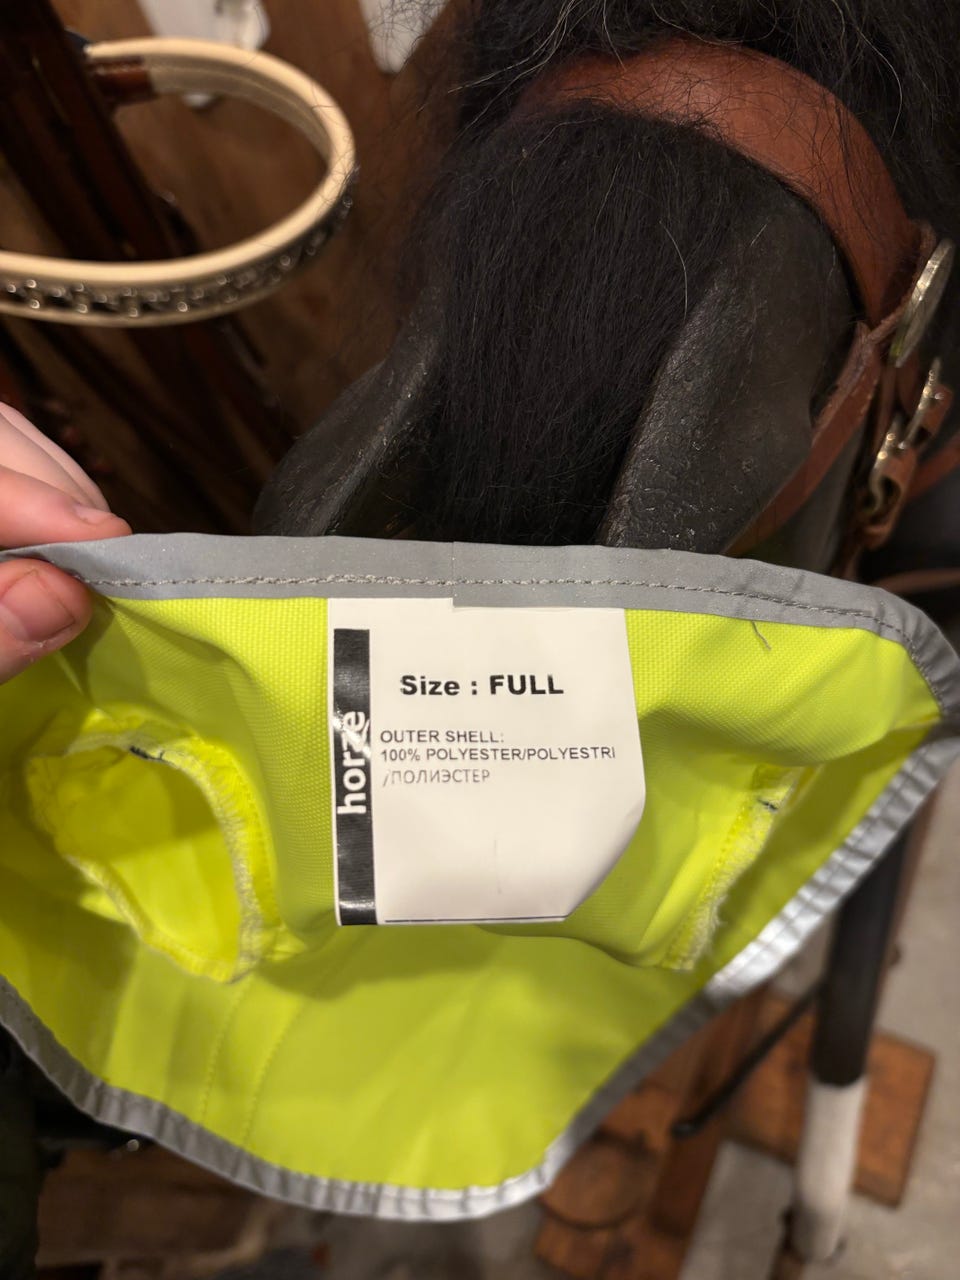 horze
Size : FULL
OUTER SHELL:
100% POLYESTER/POLYESTRI
/ПОЛИЭСТЕР